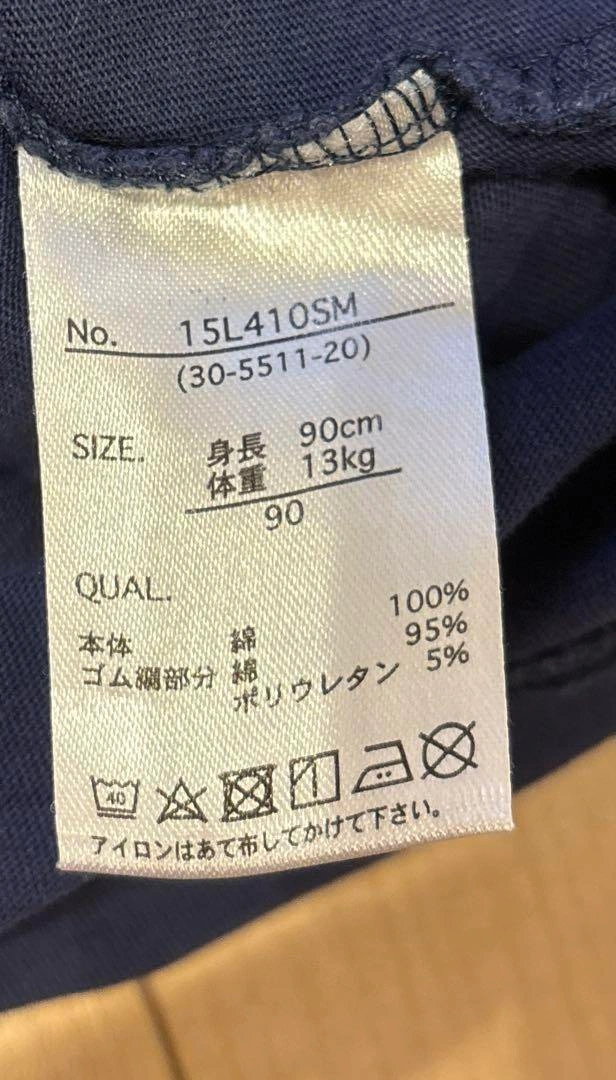 No. 15L410SM
(30-5511-20)
SIZE. 身長 90cm
体重 13kg
90
QUAL.
本体 綿 100%
ゴム編部分 綿 95%
ポリウレタン 5%
40
アイロンはあて布してかけて下さい。